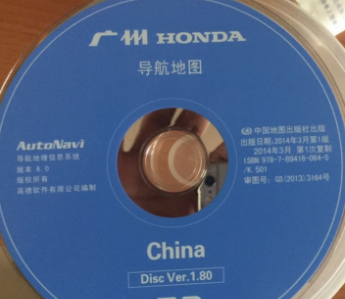 广州 HONDA
导航地图
AutoNavi
导航地理信息系统
版本 6.0
版权所有
高德软件有限公司编制
中国地图出版社出版
出版日期:2014年3月第1版
2014年3月 第1次复制
ISBN 978-7-89416-064-5
/K.501
审图号: GS(2013)3164号
China
Disc Ver.1.80